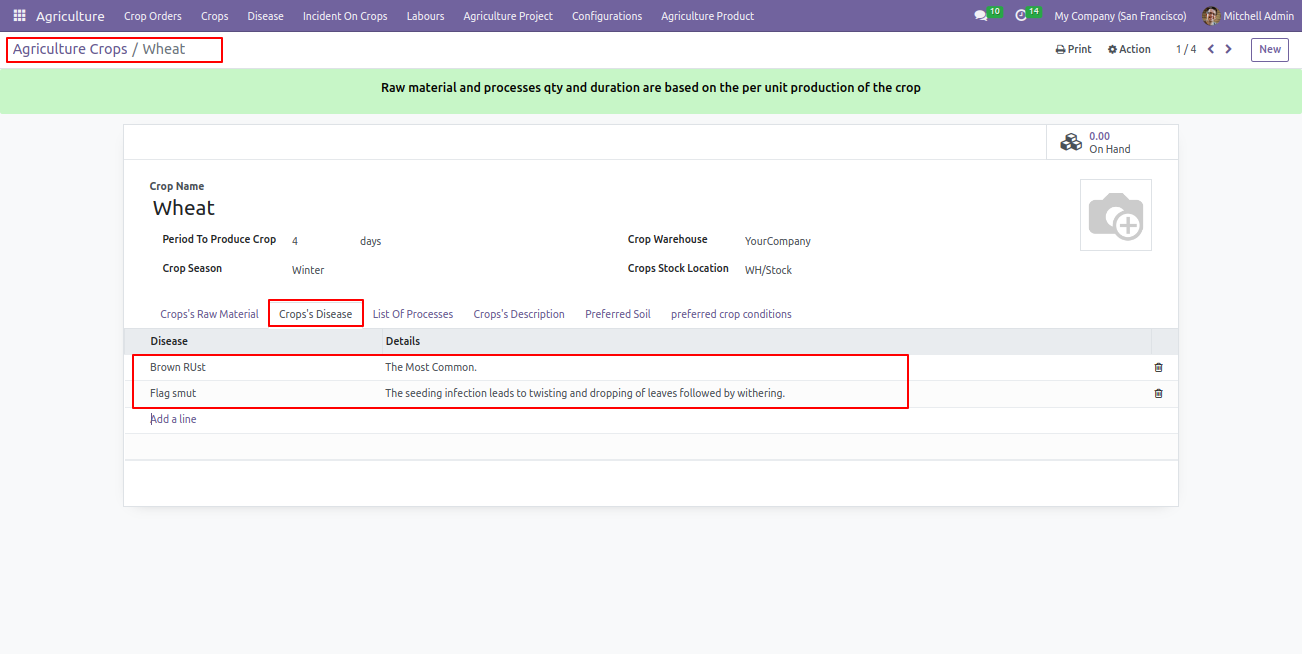 Agriculture Crop Orders Crops Disease Incident On Crops Labours Agriculture Project Configurations Agriculture Product 10 14 My Company (San Francisco) Mitchell Admin
Agriculture Crops / Wheat Print Action 1 / 4 New
Raw material and processes qty and duration are based on the per unit production of the crop
0.00
On Hand
Crop Name
Wheat
Period To Produce Crop 4 days Crop Warehouse YourCompany
Crop Season Winter Crops Stock Location WH/Stock
Crops's Raw Material Crops's Disease List Of Processes Crops's Description Preferred Soil preferred crop conditions
Disease Details
Brown RUst The Most Common.
Flag smut The seeding infection leads to twisting and dropping of leaves followed by withering.
Add a line